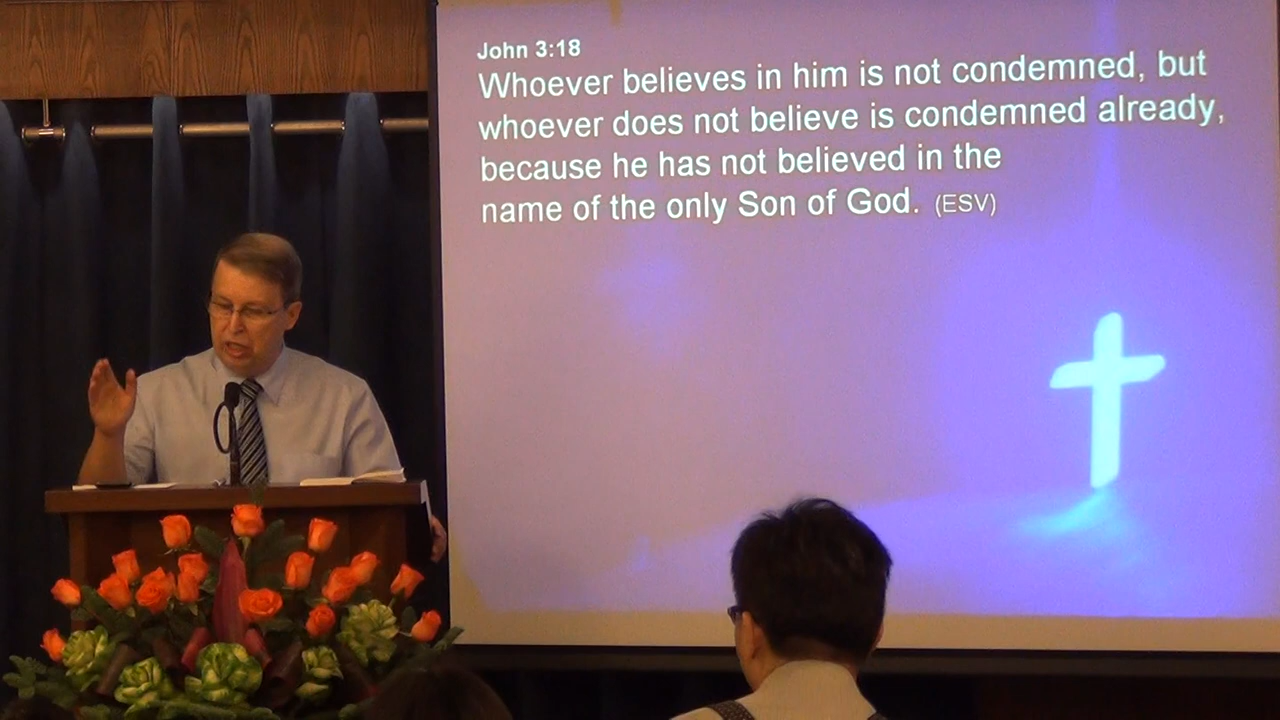 John 3:18
Whoever believes in him is not condemned, but
whoever does not believe is condemned already,
because he has not believed in the
name of the only Son of God. (ESV)